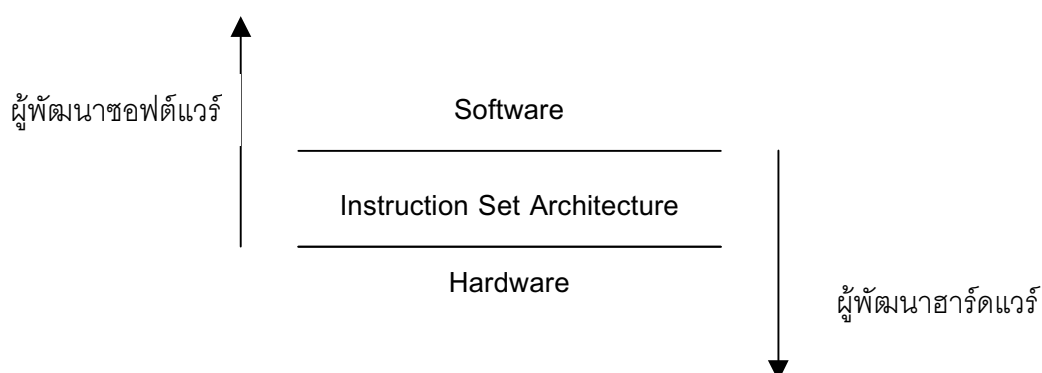 ผู้พัฒนาซอฟต์แวร์
Software
Instruction Set Architecture
Hardware
ผู้พัฒนาฮาร์ดแวร์